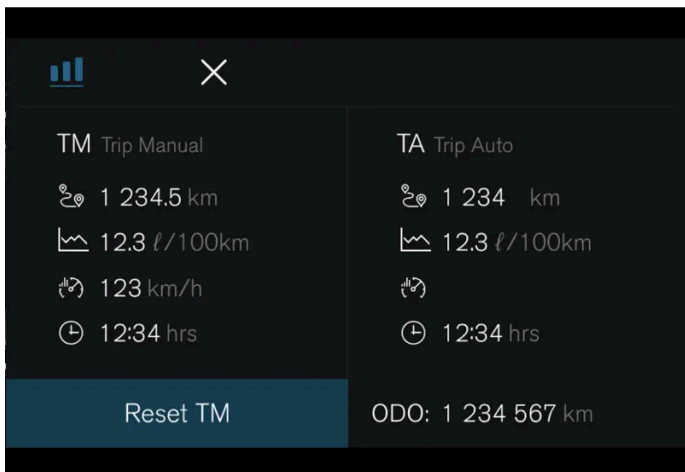 TM Trip Manual
1 234.5 km
12.3 ℓ/100km
123 km/h
12:34 hrs
Reset TM
TA Trip Auto
1 234 km
12.3 ℓ/100km
12:34 hrs
ODO: 1 234 567 km